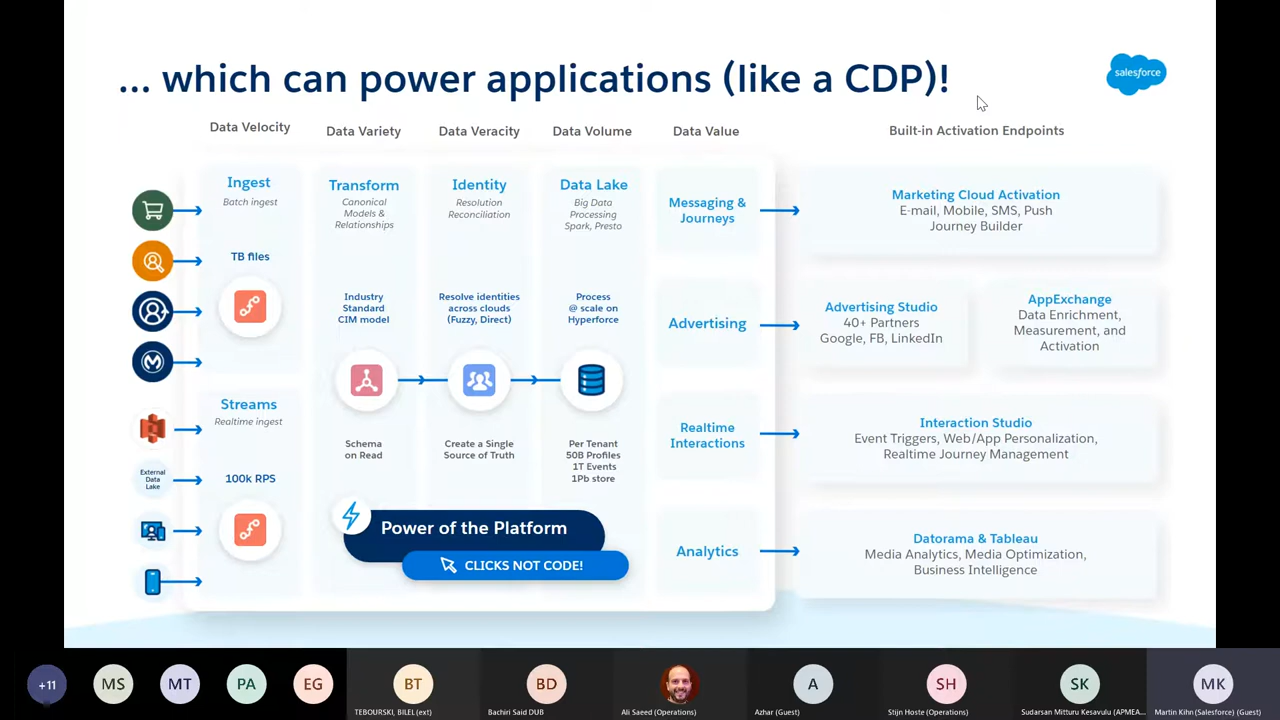 ... which can power applications (like a CDP)!
salesforce
Data Velocity
Data Variety
Data Veracity
Data Volume
Data Value
Built-in Activation Endpoints
Ingest
Batch ingest
TB files
Streams
Realtime ingest
100k RPS
External
Data
Lake
Transform
Canonical
Models &
Relationships
Industry
Standard
CIM model
Schema
on Read
Identity
Resolution
Reconciliation
Resolve identities
across clouds
(Fuzzy, Direct)
Create a Single
Source of Truth
Data Lake
Big Data
Processing
Spark, Presto
Process
@ scale on
Hyperforce
Per Tenant
50B Profiles
1T Events
1Pb store
Power of the Platform
CLICKS NOT CODE!
Messaging &
Journeys
Advertising
Realtime
Interactions
Analytics
Marketing Cloud Activation
E-mail, Mobile, SMS, Push
Journey Builder
Advertising Studio
40+ Partners
Google, FB, LinkedIn
AppExchange
Data Enrichment,
Measurement, and
Activation
Interaction Studio
Event Triggers, Web/App Personalization,
Realtime Journey Management
Datorama & Tableau
Media Analytics, Media Optimization,
Business Intelligence
+11
MS
MT
PA
EG
BT
TEBOURSKI, BILEL (ext)
BD
Bachiri Said DUB
Ali Saeed (Operations)
A
Azhar (Guest)
SH
Stijn Hoste (Operations)
SK
Sudarsan Mitturu Kesavulu (APMEA...
MK
Martin Kihn (Salesforce) (Guest)